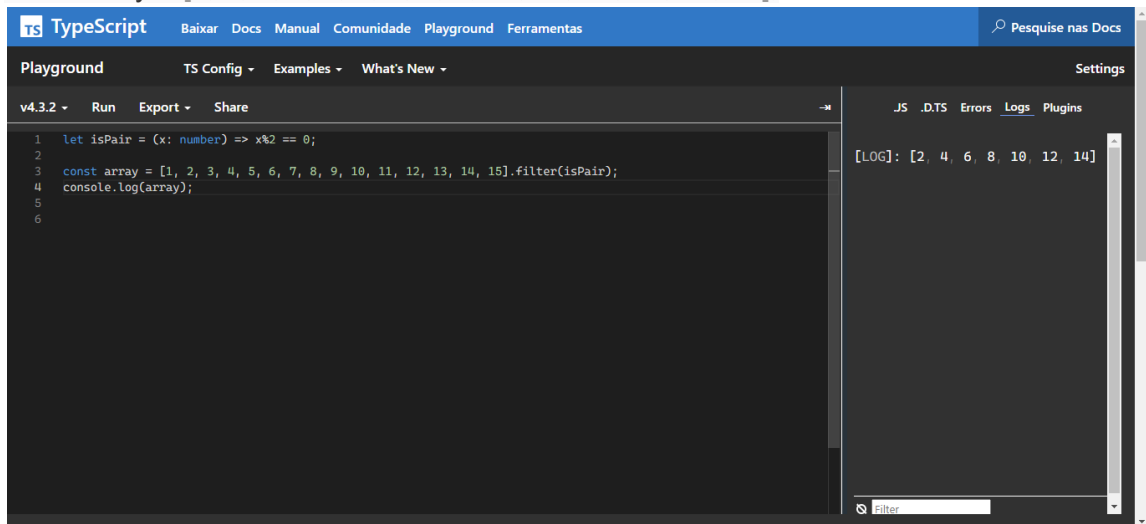 TS TypeScript Baixar Docs Manual Comunidade Playground Ferramentas Pesquise nas Docs
Playground TS Config Examples What's New Settings
v4.3.2 Run Export Share .JS .D.TS Errors Logs Plugins
1 let isPair = (x: number) => x%2 == 0;
2
3 const array = [1, 2, 3, 4, 5, 6, 7, 8, 9, 10, 11, 12, 13, 14, 15].filter(isPair);
4 console.log(array);
5
6
[LOG]: [2, 4, 6, 8, 10, 12, 14]
Filter